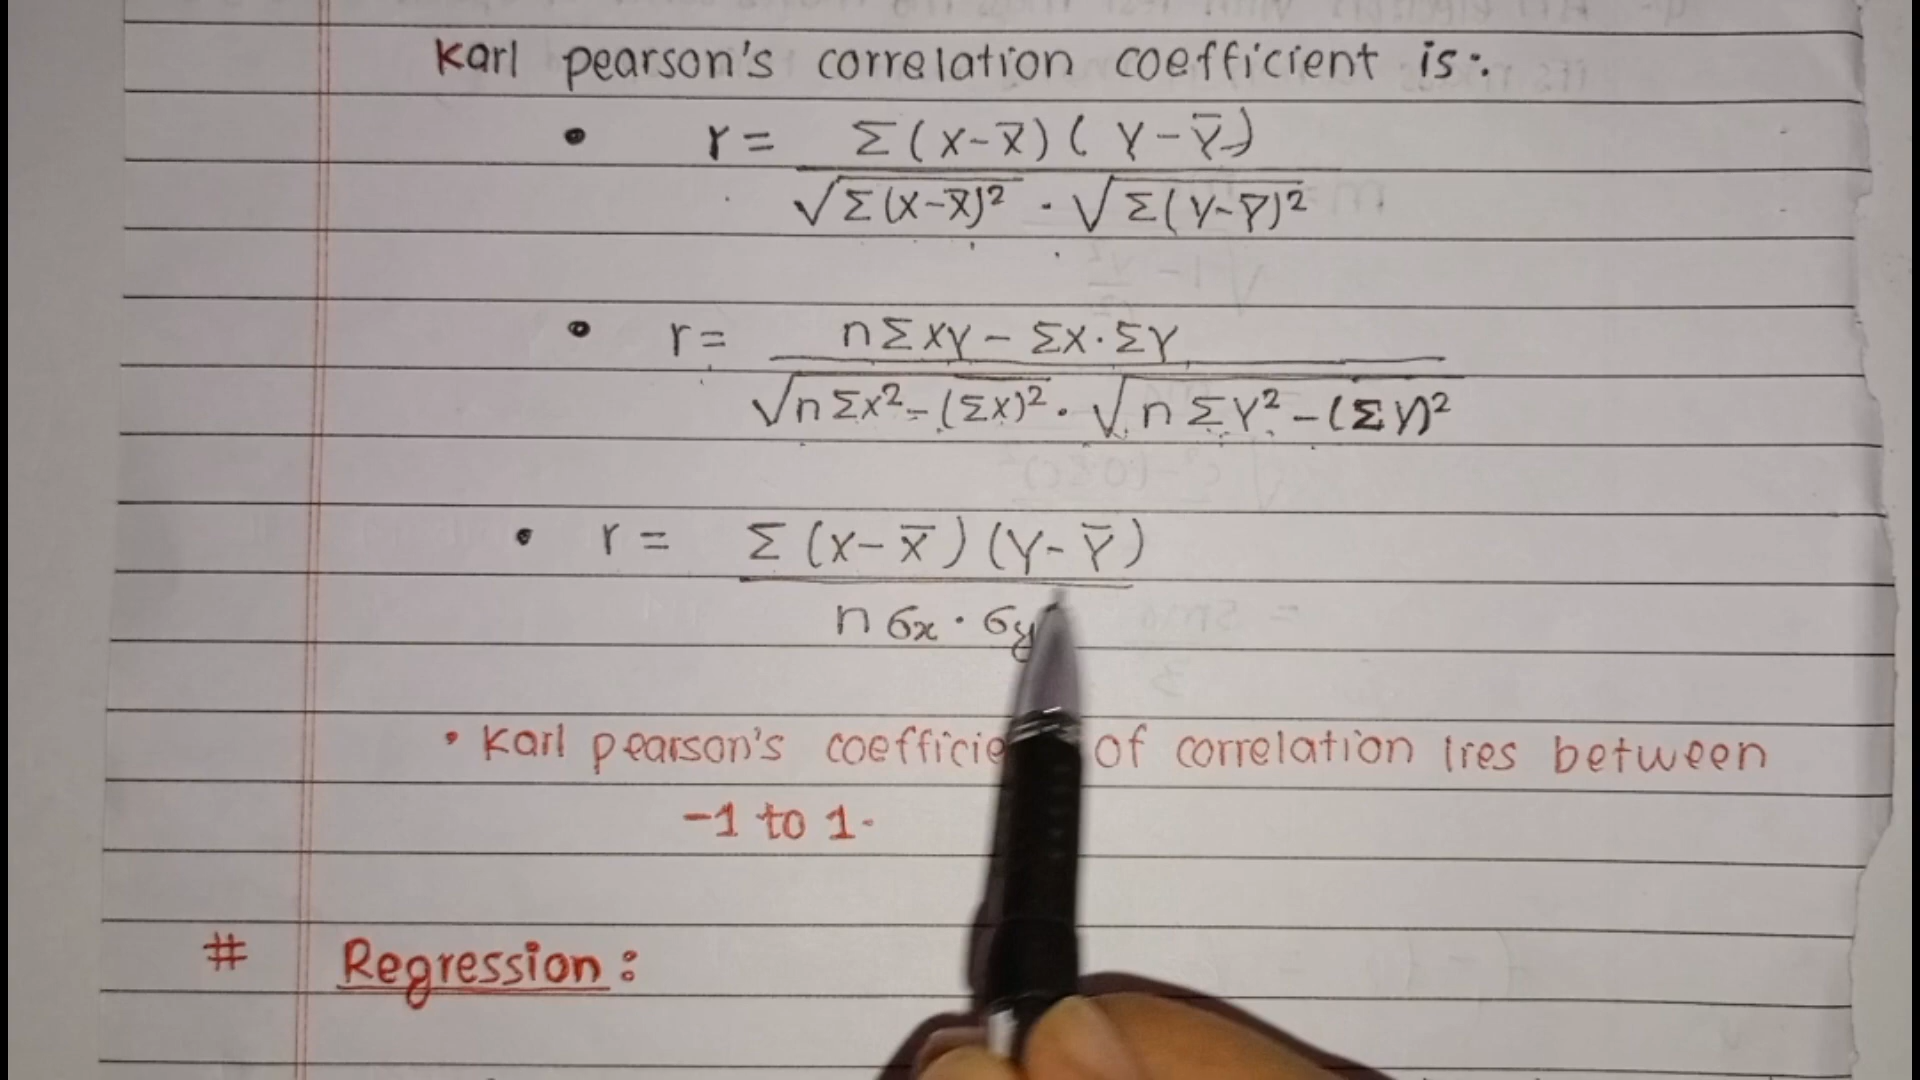 Karl pearson's correlation coefficient is:.
• r = Σ(X-X̅)(Y-Y̅)
√Σ(X-X̅)² · √Σ(Y-Y̅)²
• r = nΣXY - ΣX·ΣY
√nΣX² - (ΣX)² · √nΣY² - (ΣY)²
• r = Σ(X-X̅)(Y-Y̅)
nσx · σy
• Karl pearson's of correlation lies between
-1 to 1.
# Regression: